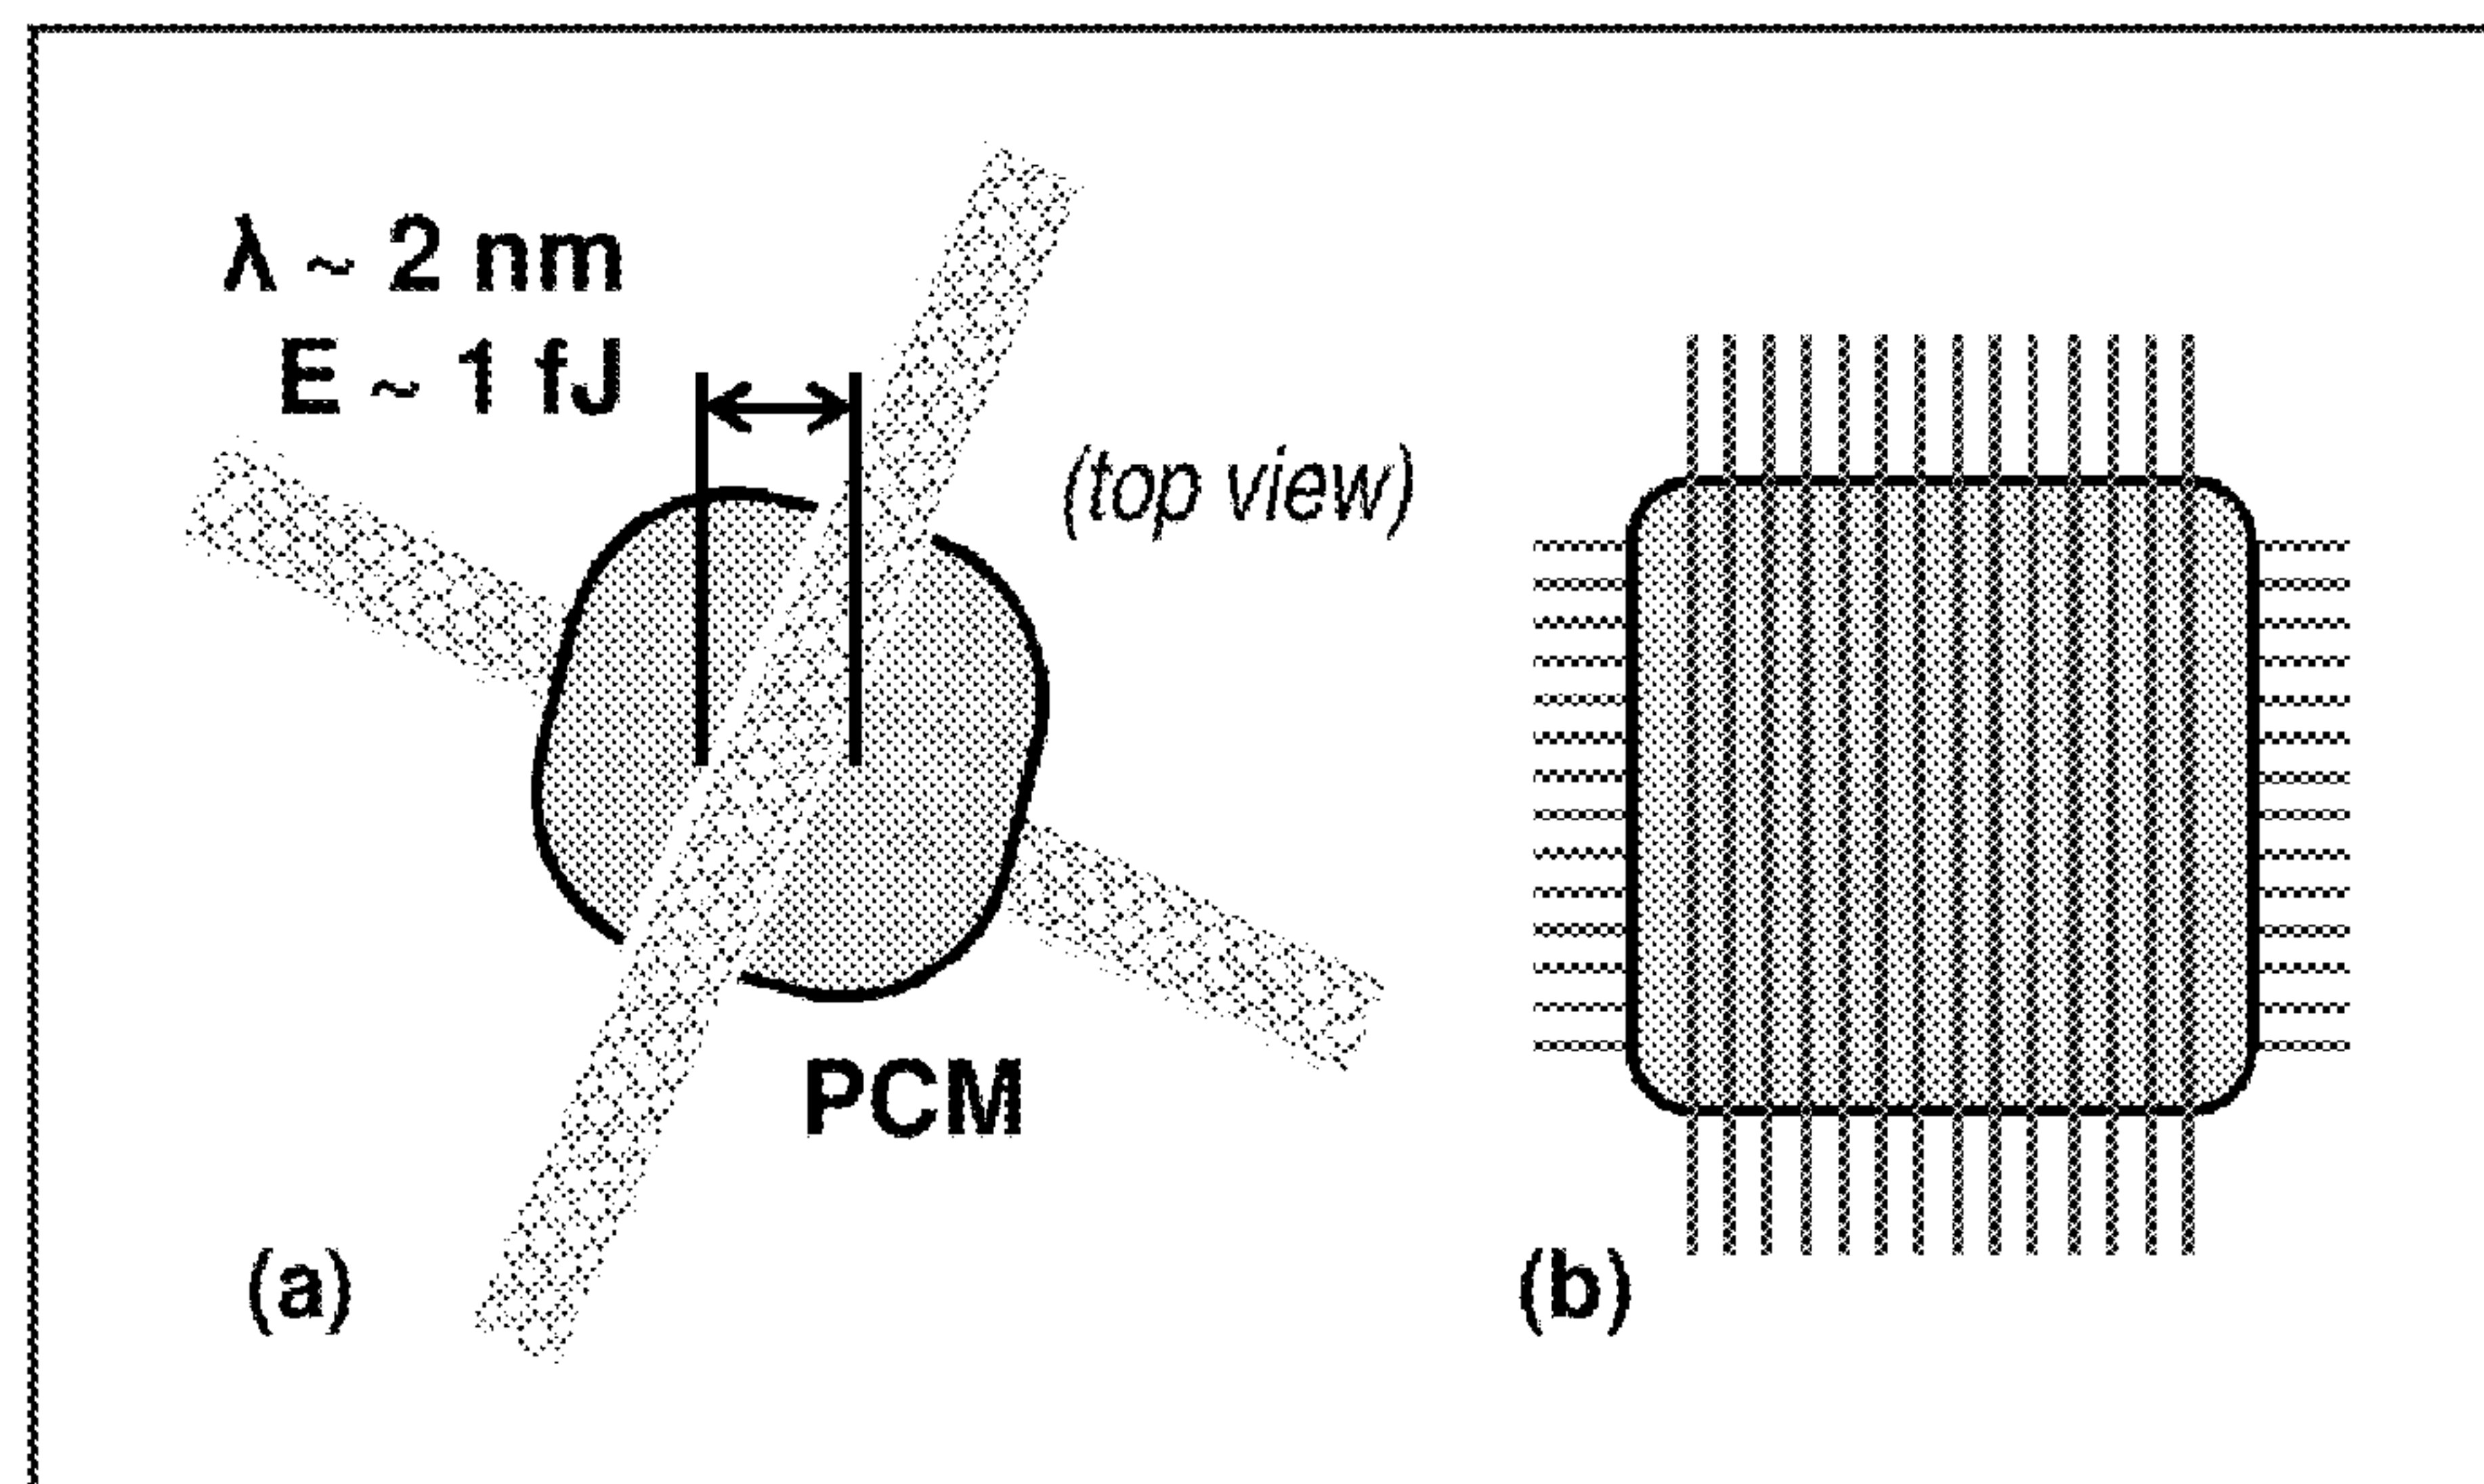 λ ~ 2 nm
E ~ 1 fJ
(top view)
PCM
(a)
(b)